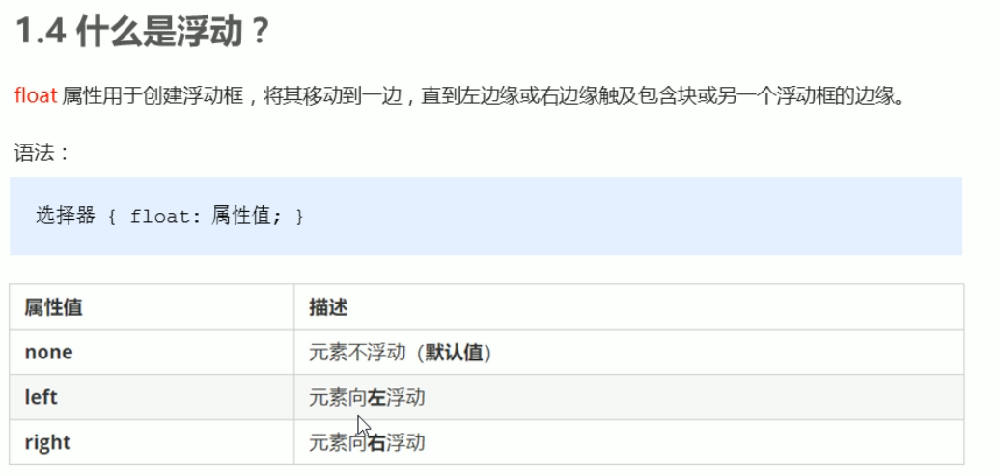 1.4 什么是浮动？
float 属性用于创建浮动框，将其移动到一边，直到左边缘或右边缘触及包含块或另一个浮动框的边缘。
语法：
选择器 { float: 属性值; }
属性值 描述
none 元素不浮动（默认值）
left 元素向左浮动
right 元素向右浮动